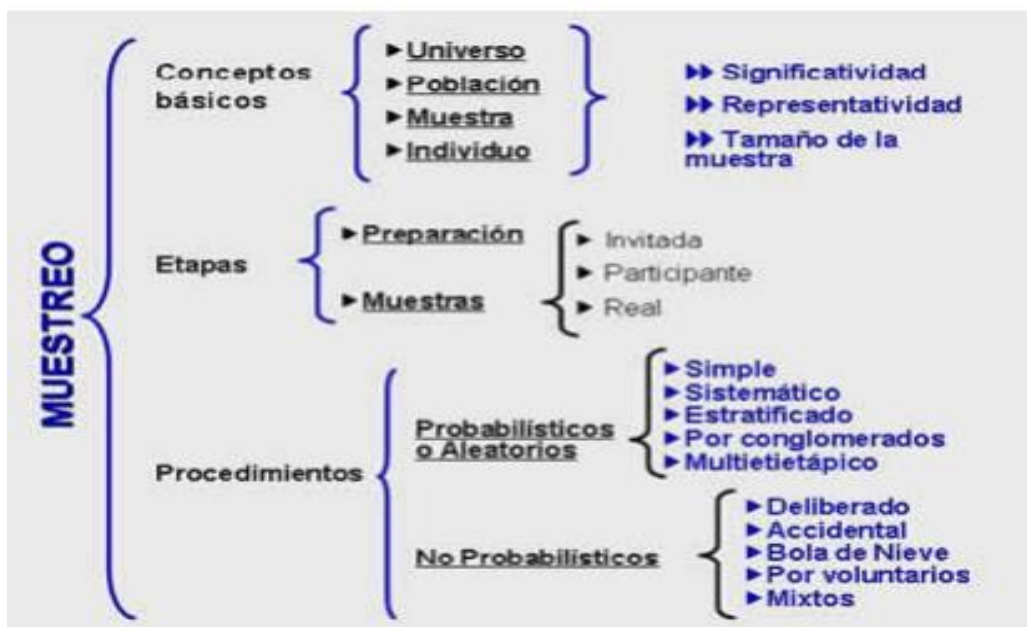 MUESTREO
Conceptos
básicos
►Universo
►Población
►Muestra
►Individuo
►► Significatividad
►► Representatividad
►► Tamaño de la
muestra
Etapas
►Preparación
►Muestras
► Invitada
► Participante
► Real
Procedimientos
Probabilísticos
o Aleatorios
►Simple
►Sistemático
►Estratificado
►Por conglomerados
►Multietietápico
No Probabilísticos
►Deliberado
►Accidental
►Bola de Nieve
►Por voluntarios
►Mixtos